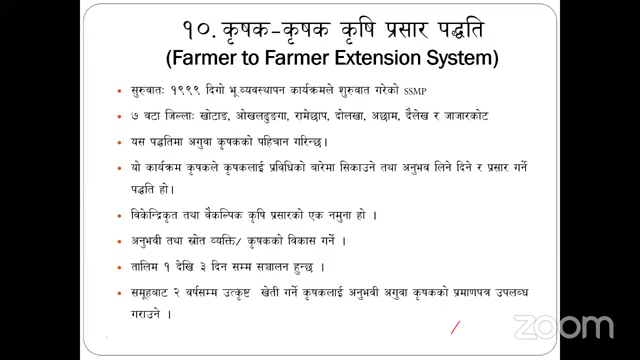 १०. कृषक-कृषक कृषि प्रसार पद्धति
(Farmer to Farmer Extension System)
• सुरुवातः १९९९ दिगो भू.व्यवस्थापन कार्यक्रमले शुरुवात गरेको SSMP
• ७ वटा जिल्लाः खोटाङ, ओखलढुङगा, रामेछाप, दोलखा, अछाम, दैलेख र जाजारकोट
• यस पद्धतिमा अगुवा कृषकको पहिचान गरिन्छ।
• यो कार्यक्रम कृषकले कृषकलाई प्रविधिको बारेमा सिकाउने तथा अनुभव लिने दिने र प्रसार गर्ने
पद्धति हो।
• विकेन्द्रिकृत तथा वैकल्पिक कृषि प्रसारको एक नमुना हो ।
• अनुभवी तथा स्रोत व्यक्ति/ कृषकको विकास गर्ने ।
• तालिम १ देखि ३ दिन सम्म सञ्चालन हुन्छ ।
• समूहबाट २ वर्षसम्म उत्कृष्ट खेती गर्ने कृषकलाई अनुभवी अगुवा कृषकको प्रमाणपत्र उपलब्ध
गराउने ।
zoom